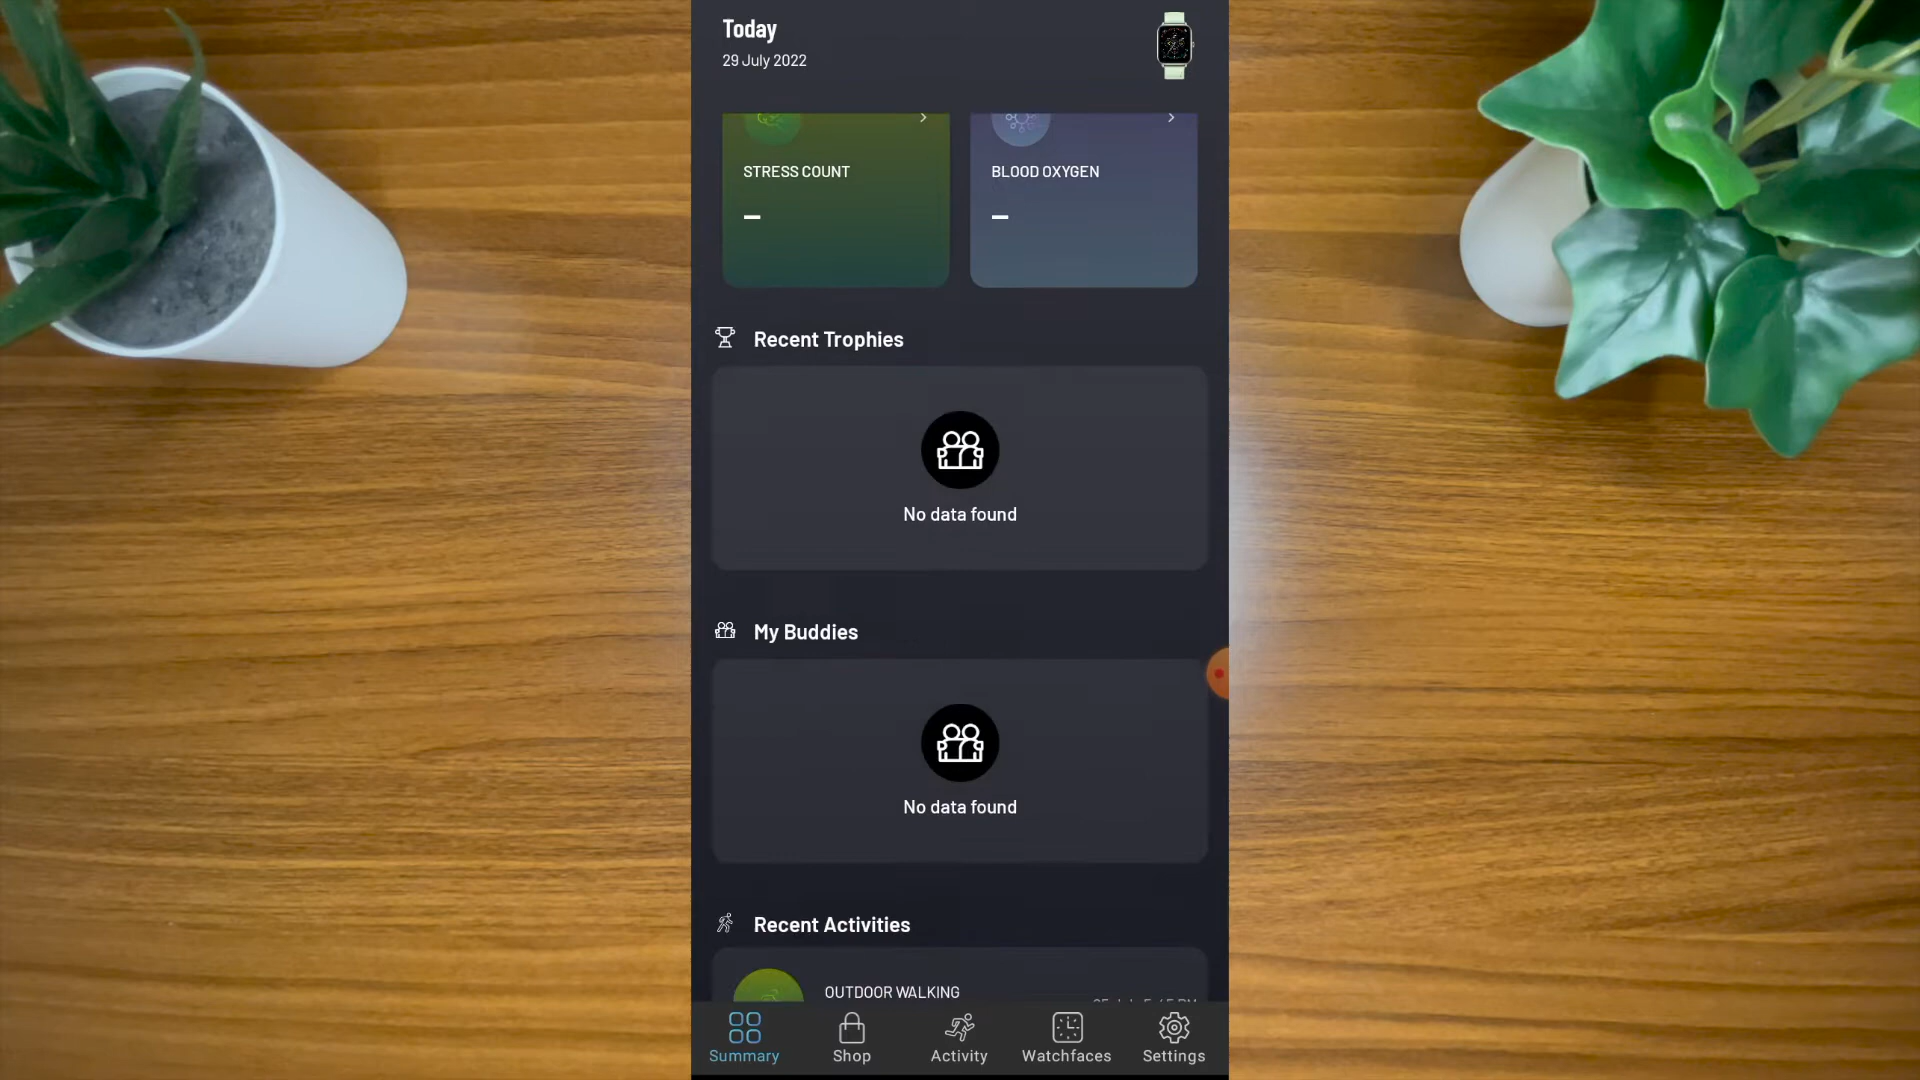 Today
29 July 2022
STRESS COUNT
BLOOD OXYGEN
–
–
Recent Trophies
No data found
My Buddies
No data found
Recent Activities
OUTDOOR WALKING
Summary
Shop
Activity
Watchfaces
Settings